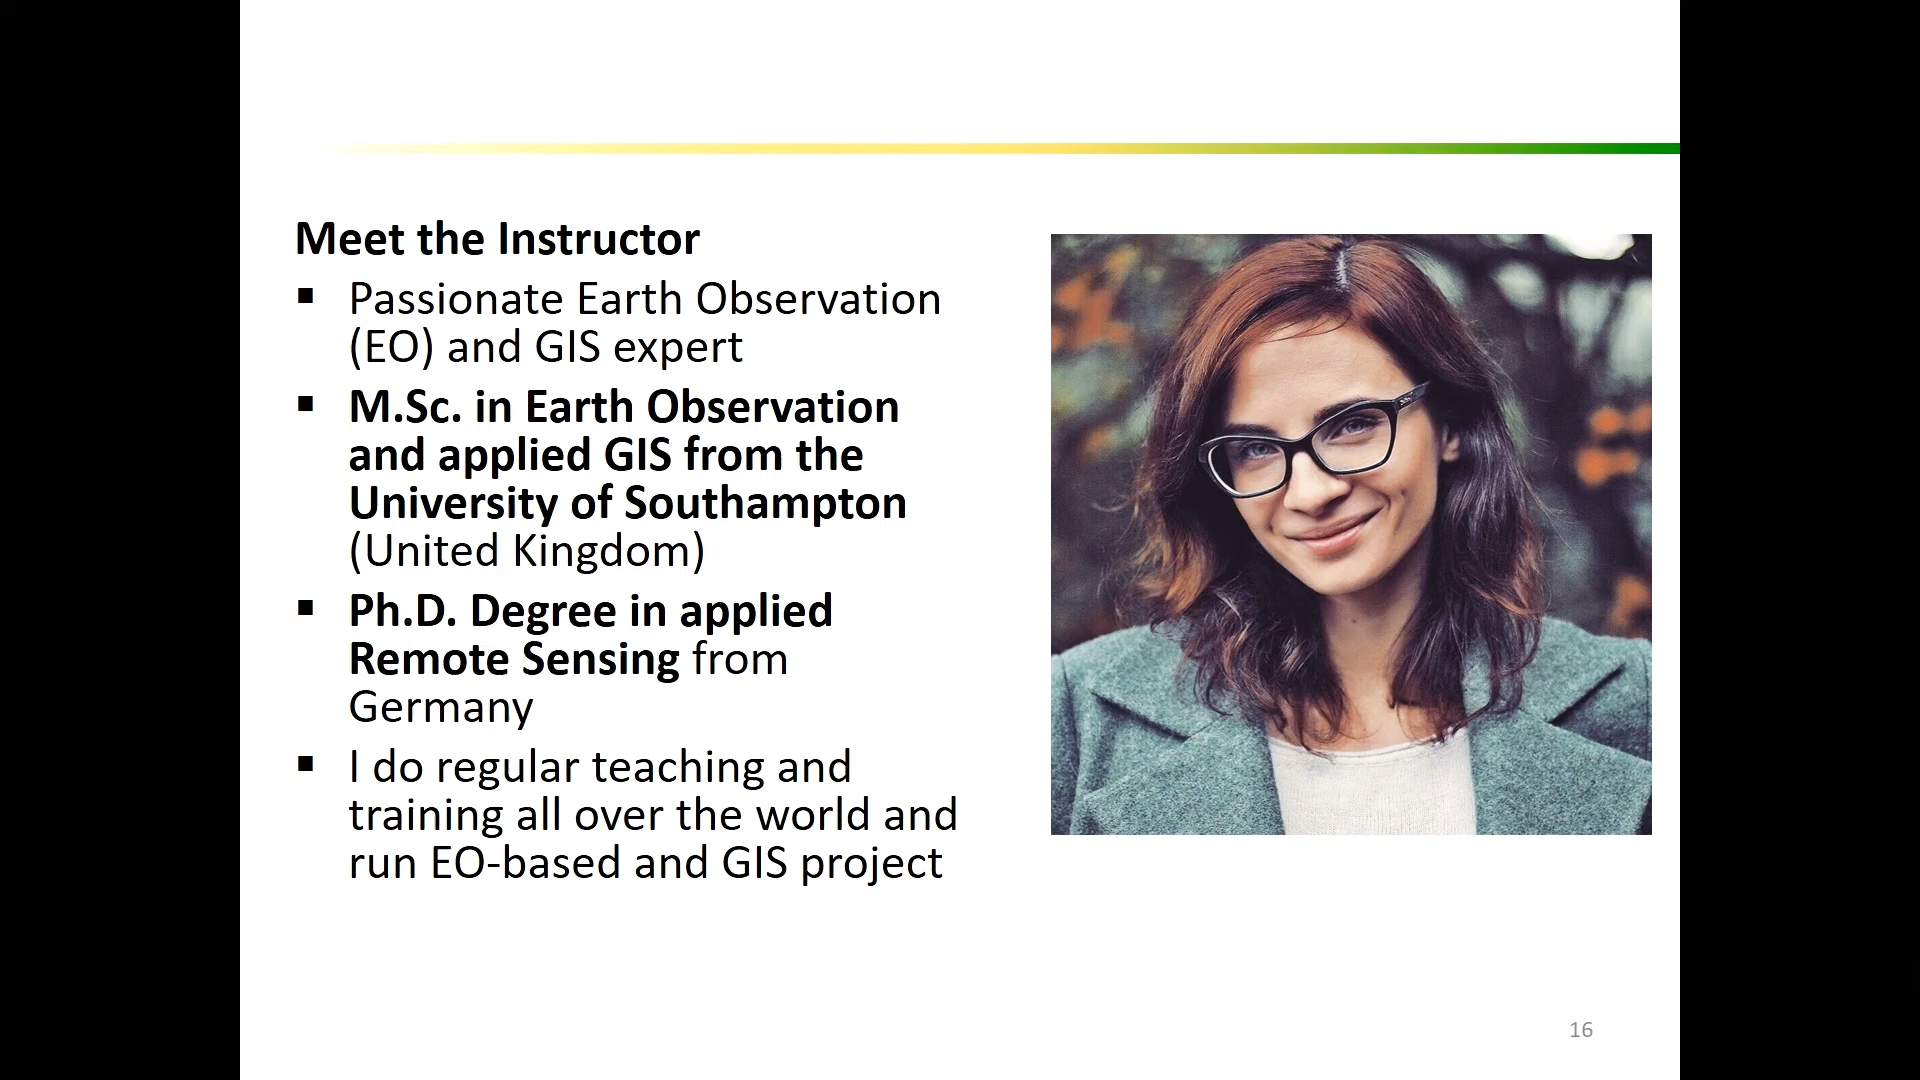 Meet the Instructor
▪ Passionate Earth Observation
(EO) and GIS expert
▪ M.Sc. in Earth Observation
and applied GIS from the
University of Southampton
(United Kingdom)
▪ Ph.D. Degree in applied
Remote Sensing from
Germany
▪ I do regular teaching and
training all over the world and
run EO-based and GIS project
16